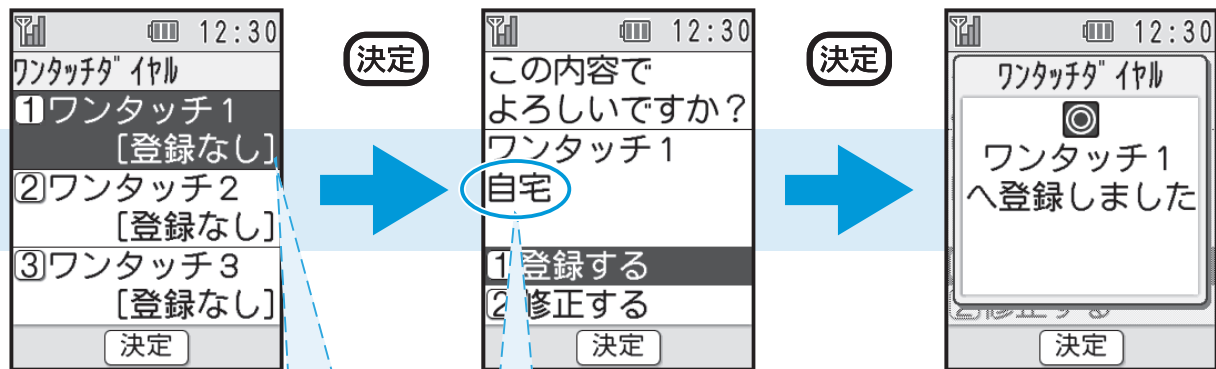 12:30
ワンタッチダイヤル
1ワンタッチ1
[登録なし]
2ワンタッチ2
[登録なし]
3ワンタッチ3
[登録なし]
決定
決定
12:30
この内容で
よろしいですか？
ワンタッチ1
自宅
1登録する
2修正する
決定
決定
12:30
ワンタッチダイヤル
ワンタッチ1
へ登録しました
2修正する
決定